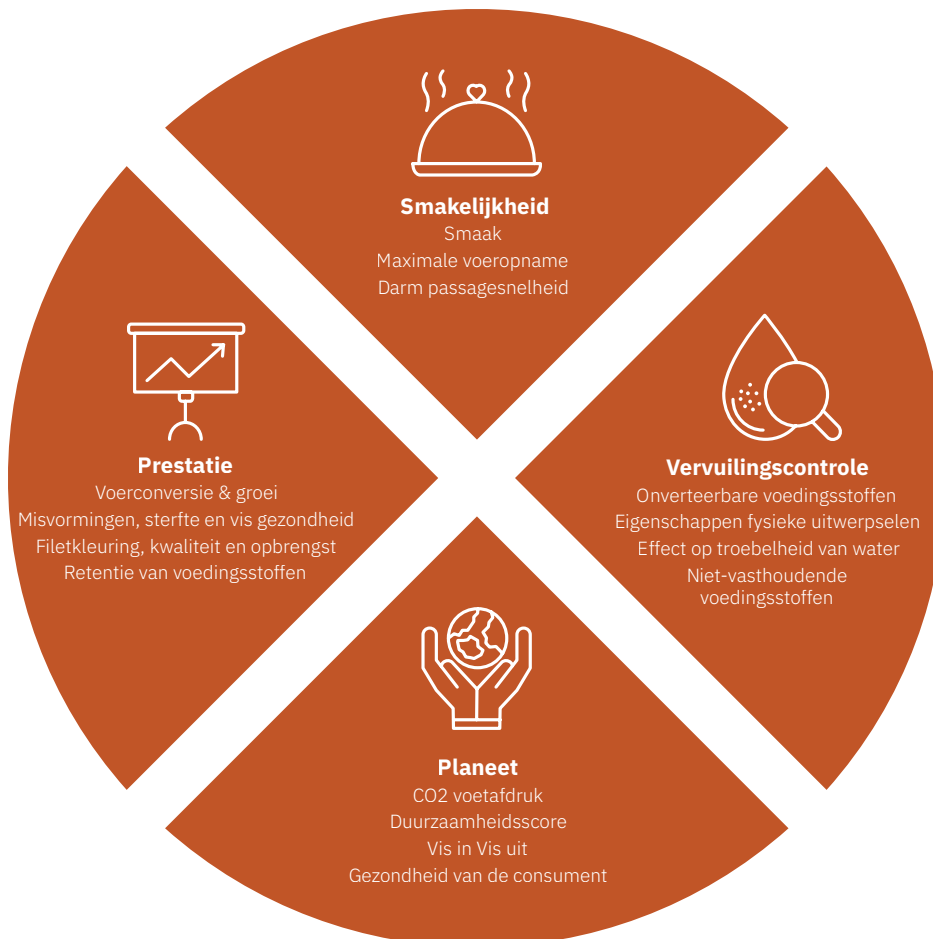 Smakelijkheid
Smaak
Maximale voeropname
Darm passagesnelheid
Prestatie
Voerconversie & groei
Misvormingen, sterfte en vis gezondheid
Filetkleuring, kwaliteit en opbrengst
Retentie van voedingsstoffen
Vervuilingscontrole
Onverteerbare voedingsstoffen
Eigenschappen fysieke uitwerpselen
Effect op troebelheid van water
Niet-vasthoudende
voedingsstoffen
Planeet
CO2 voetafdruk
Duurzaamheidsscore
Vis in Vis uit
Gezondheid van de consument